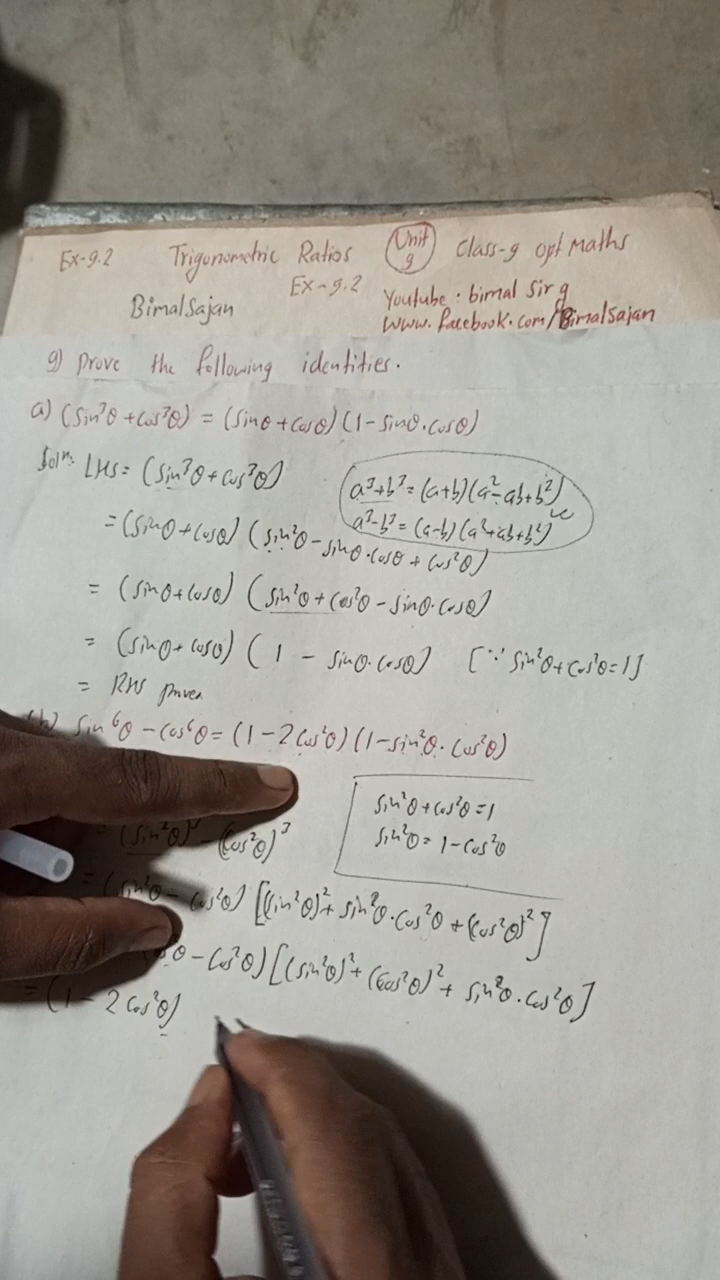 Ex-9.2 Trigonometric Ratios Unit 9 Class-9 opt Maths
Ex-9.2
BimalSajan Youtube : bimal Sir g
www.facebook.com/Bimalsajan
9) prove the following identities.
a) (Sin³θ + Cos³θ) = (Sinθ + Cosθ) (1 - Sinθ.Cosθ)
Solⁿ: LHS = (Sin³θ + Cos³θ)
a³+b³ = (a+b)(a²-ab+b²)
a³-b³ = (a-b)(a²+ab+b²)
= (Sinθ + Cosθ) (Sin²θ - Sinθ.Cosθ + Cos²θ)
= (Sinθ + Cosθ) (Sin²θ + Cos²θ - Sinθ.Cosθ)
= (Sinθ + Cosθ) ( 1 - Sinθ.Cosθ) [∵ Sin²θ + Cos²θ = 1]
= RHS proven
b) Sin⁶θ - Cos⁶θ = (1 - 2Cos²θ) (1 - Sin²θ.Cos²θ)
Sin²θ + Cos²θ = 1
Sin²θ = 1 - Cos²θ
= (Sin²θ)³ - (Cos²θ)³
= (Sin²θ - Cos²θ) [(Sin²θ)² + Sin²θ.Cos²θ + (Cos²θ)²]
²θ - Cos²θ) [(Sin²θ)² + (Cos²θ)² + Sin²θ.Cos²θ]
= (1 - 2Cos²θ)